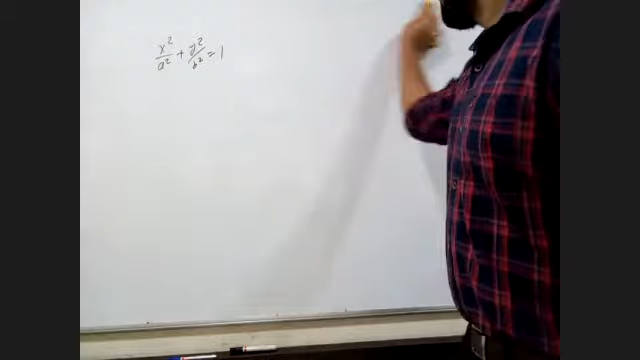 x²/a² + y²/b² = 1